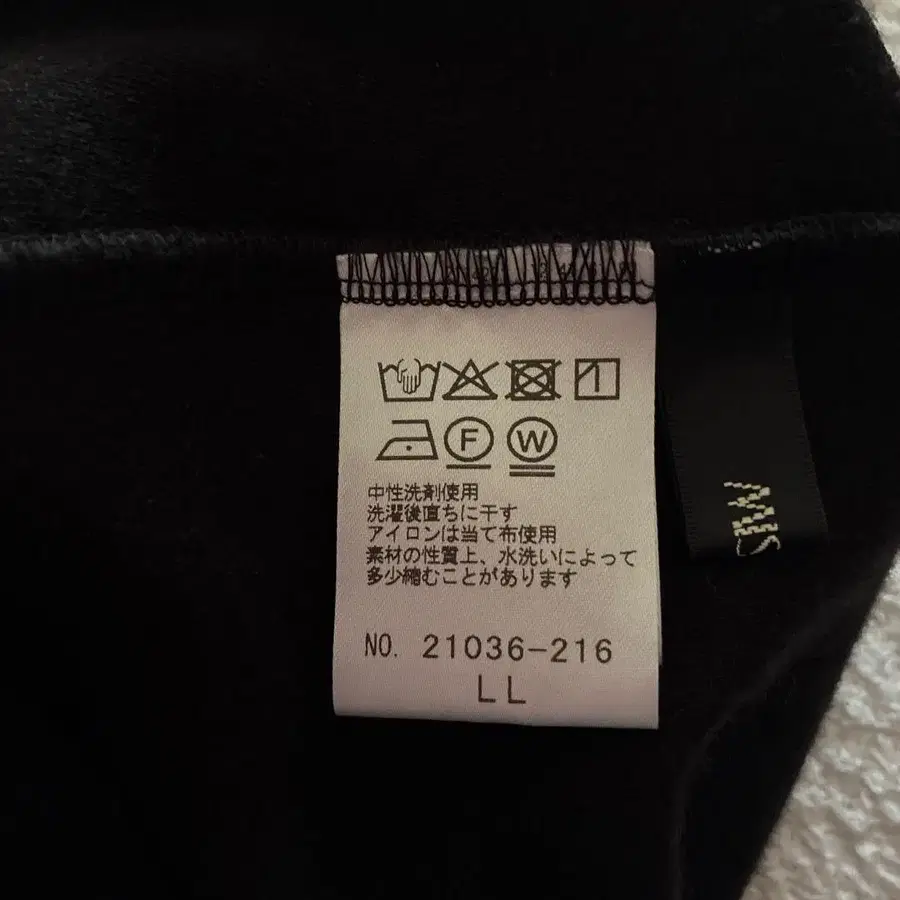 F W
中性洗剤使用
洗濯後直ちに干す
アイロンは当て布使用
素材の性質上、水洗いによって
多少縮むことがあります
NO. 21036-216
LL